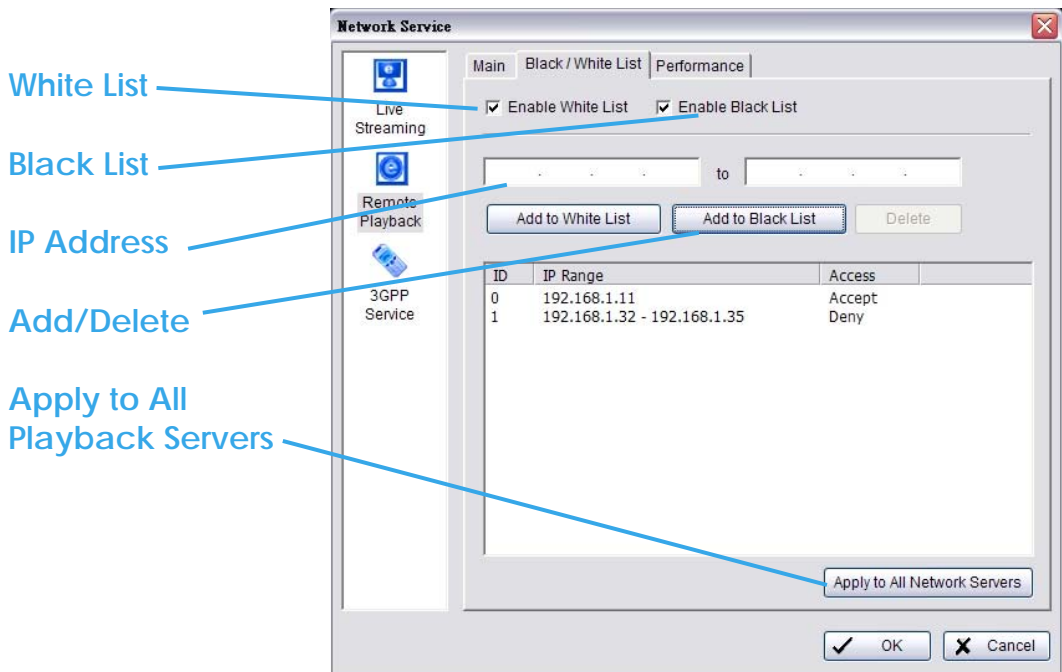 Network Service
White List
Black List
IP Address
Add/Delete
Apply to All
Playback Servers
Live
Streaming
Remote
Playback
3GPP
Service
Main
Black / White List
Performance
Enable White List
Enable Black List
. . . to . . .
Add to White List
Add to Black List
Delete
ID IP Range Access
0 192.168.1.11 Accept
1 192.168.1.32 - 192.168.1.35 Deny
Apply to All Network Servers
OK
Cancel